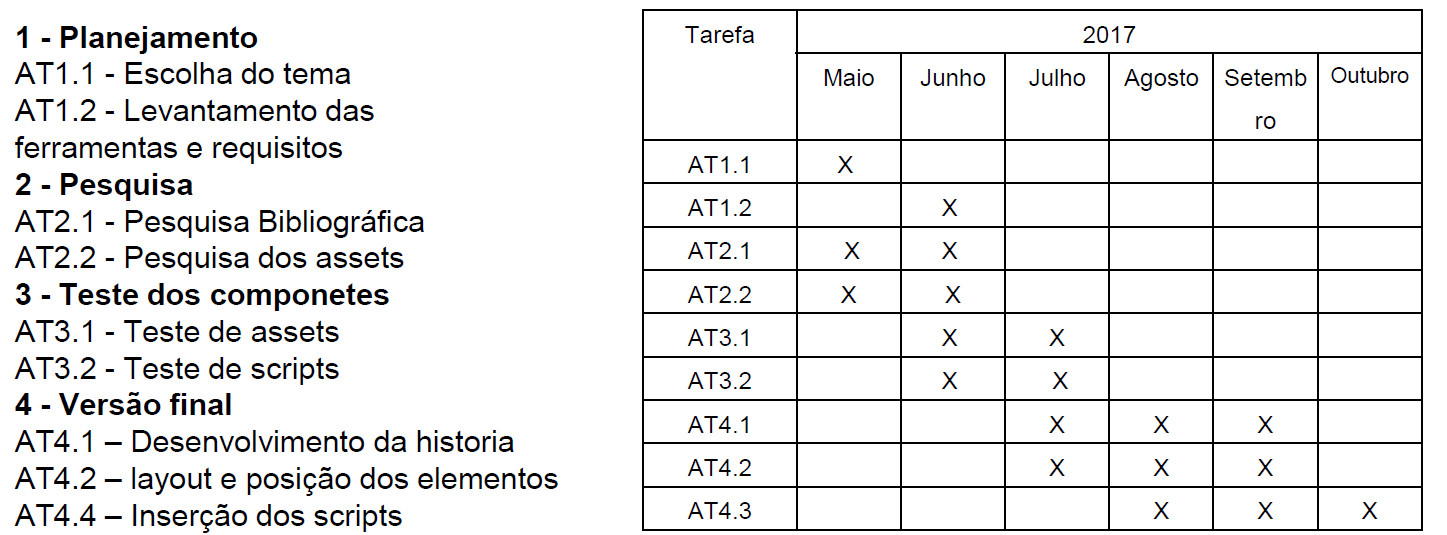 1 - Planejamento
AT1.1 - Escolha do tema
AT1.2 - Levantamento das
ferramentas e requisitos
2 - Pesquisa
AT2.1 - Pesquisa Bibliográfica
AT2.2 - Pesquisa dos assets
3 - Teste dos componetes
AT3.1 - Teste de assets
AT3.2 - Teste de scripts
4 - Versão final
AT4.1 – Desenvolvimento da historia
AT4.2 – layout e posição dos elementos
AT4.4 – Inserção dos scripts
Tarefa 2017
Maio Junho Julho Agosto Setemb Outubro
ro
AT1.1 X
AT1.2 X
AT2.1 X X
AT2.2 X X
AT3.1 X X
AT3.2 X X
AT4.1 X X X
AT4.2 X X X
AT4.3 X X X